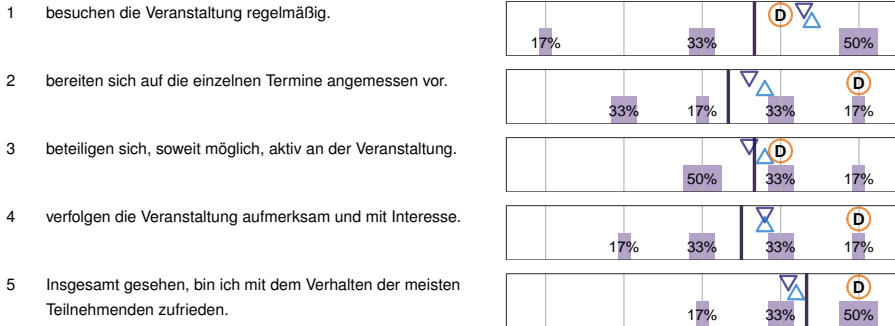 1 besuchen die Veranstaltung regelmäßig.
D
17% 33% 50%
2 bereiten sich auf die einzelnen Termine angemessen vor.
D
33% 17% 33% 17%
3 beteiligen sich, soweit möglich, aktiv an der Veranstaltung.
D
50% 33% 17%
4 verfolgen die Veranstaltung aufmerksam und mit Interesse.
D
17% 33% 33% 17%
5 Insgesamt gesehen, bin ich mit dem Verhalten der meisten
Teilnehmenden zufrieden.
D
17% 33% 50%